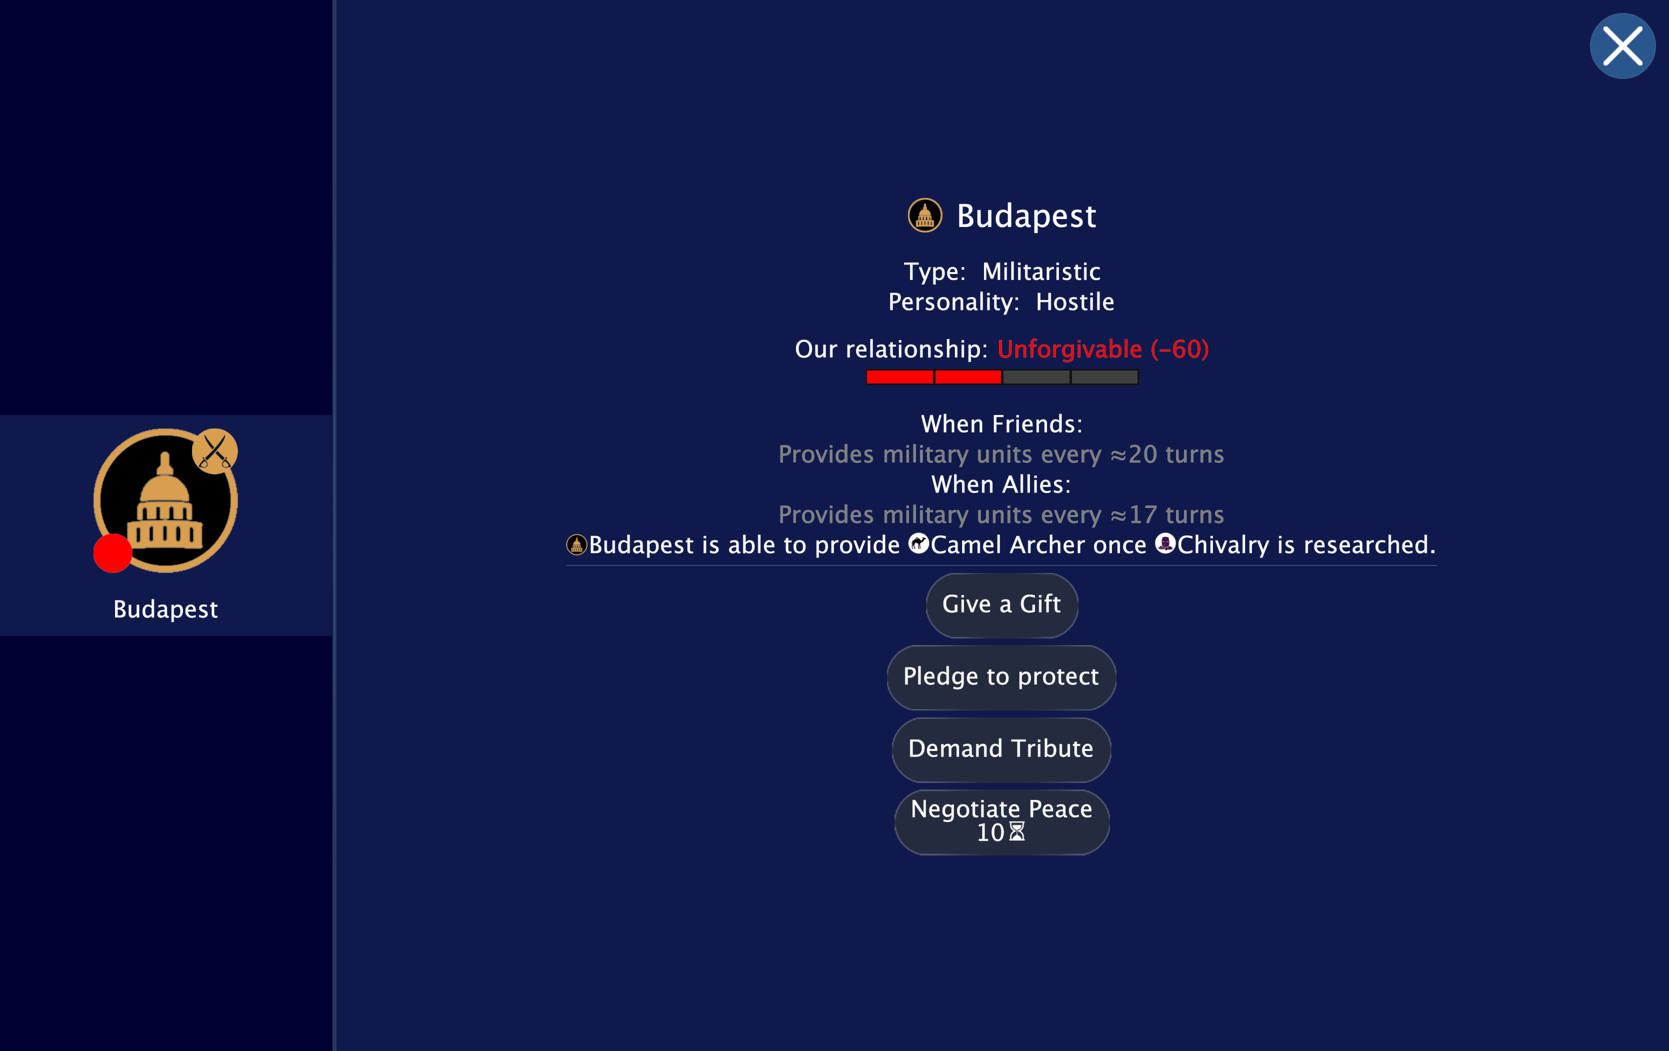 Budapest
Budapest
Type: Militaristic
Personality: Hostile
Our relationship: Unforgivable (-60)
When Friends:
Provides military units every ≈20 turns
When Allies:
Provides military units every ≈17 turns
Budapest is able to provide Camel Archer once Chivalry is researched.
Give a Gift
Pledge to protect
Demand Tribute
Negotiate Peace
10⏳